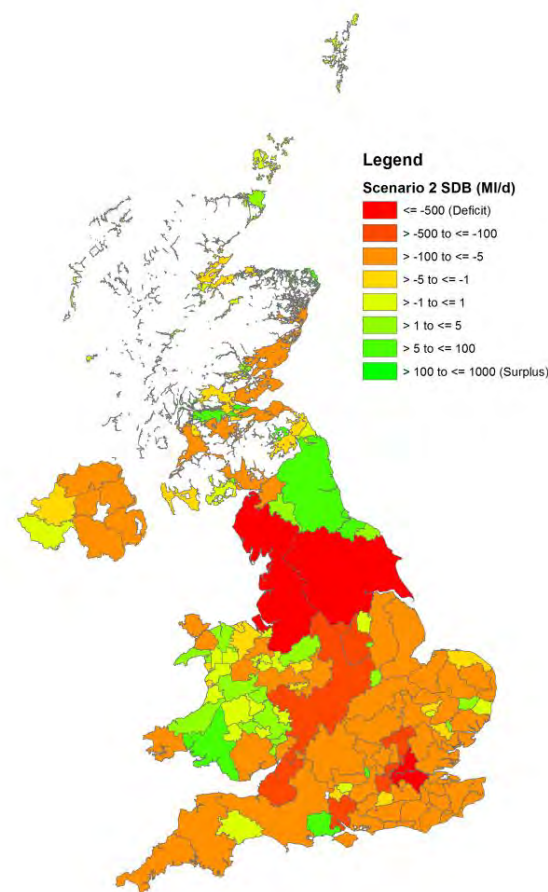 Legend
Scenario 2 SDB (Ml/d)
<= -500 (Deficit)
> -500 to <= -100
> -100 to <= -5
> -5 to <= -1
> -1 to <= 1
> 1 to <= 5
> 5 to <= 100
> 100 to <= 1000 (Surplus)